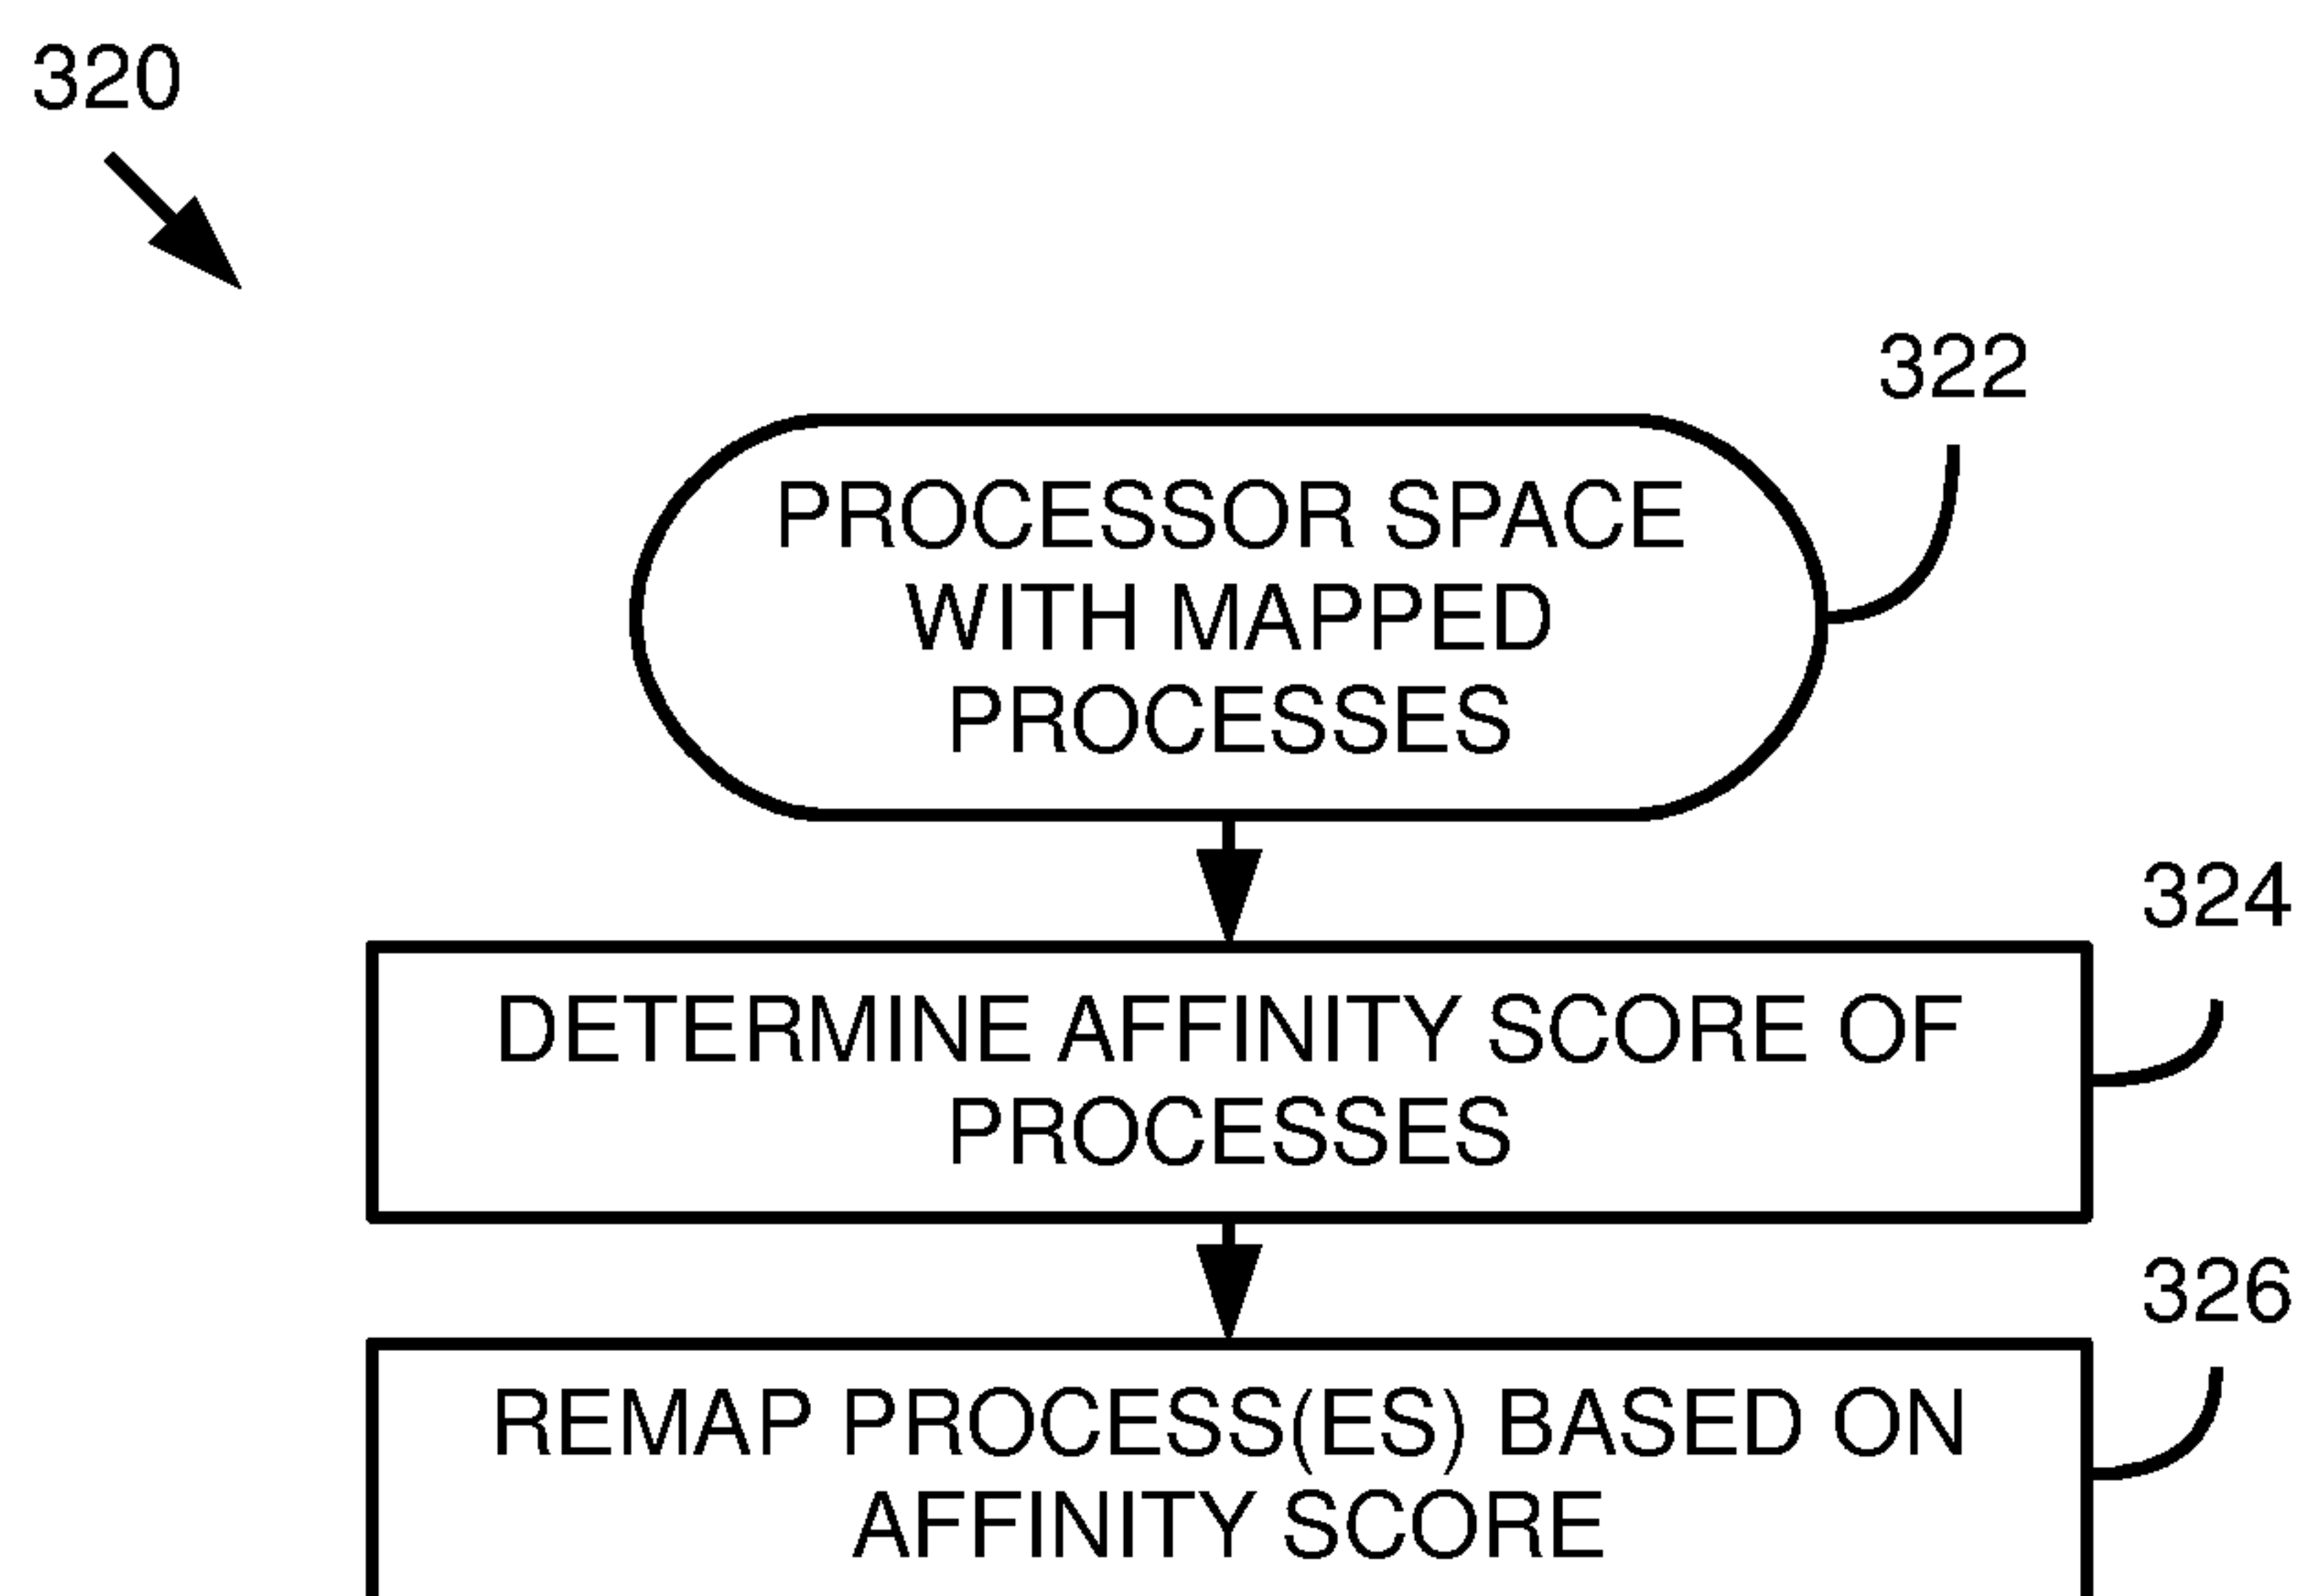 320
322
PROCESSOR SPACE
WITH MAPPED
PROCESSES
324
DETERMINE AFFINITY SCORE OF
PROCESSES
326
REMAP PROCESS(ES) BASED ON
AFFINITY SCORE